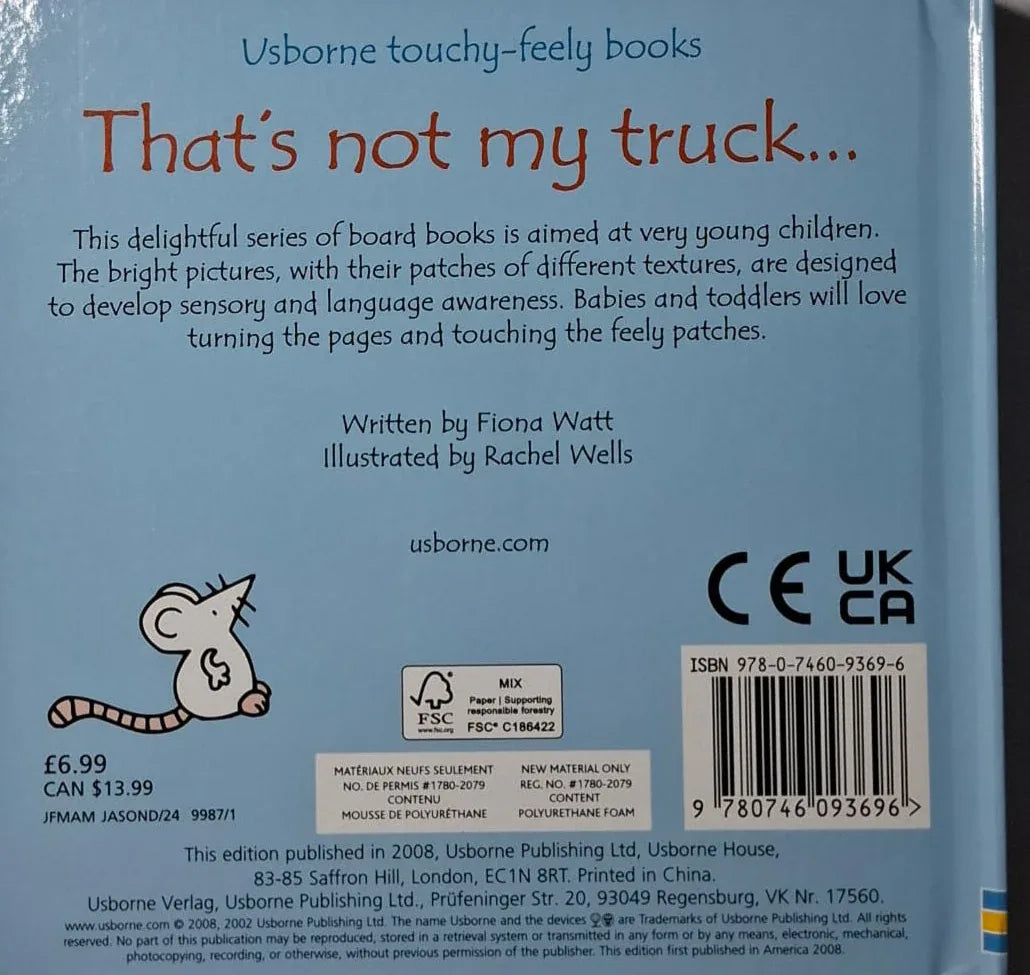 Usborne touchy-feely books
That's not my truck...
This delightful series of board books is aimed at very young children.
The bright pictures, with their patches of different textures, are designed
to develop sensory and language awareness. Babies and toddlers will love
turning the pages and touching the feely patches.
Written by Fiona Watt
Illustrated by Rachel Wells
usborne.com
CE
UK
CA
ISBN 978-0-7460-9369-6
9 780746 093696 >
FSC
www.fsc.org
MIX
Paper | Supporting
responsible forestry
FSC® C186422
£6.99
CAN $13.99
JFMAM JASOND/24 9987/1
MATÉRIAUX NEUFS SEULEMENT
NO. DE PERMIS #1780-2079
CONTENU
MOUSSE DE POLYURÉTHANE
NEW MATERIAL ONLY
REG. NO. #1780-2079
CONTENT
POLYURETHANE FOAM
This edition published in 2008, Usborne Publishing Ltd, Usborne House,
83-85 Saffron Hill, London, EC1N 8RT. Printed in China.
Usborne Verlag, Usborne Publishing Ltd., Prüfeninger Str. 20, 93049 Regensburg, VK Nr. 17560.
www.usborne.com © 2008, 2002 Usborne Publishing Ltd. The name Usborne and the devices are Trademarks of Usborne Publishing Ltd. All rights
reserved. No part of this publication may be reproduced, stored in a retrieval system or transmitted in any form or by any means, electronic, mechanical,
photocopying, recording, or otherwise, without previous permission of the publisher. This edition first published in America 2008.